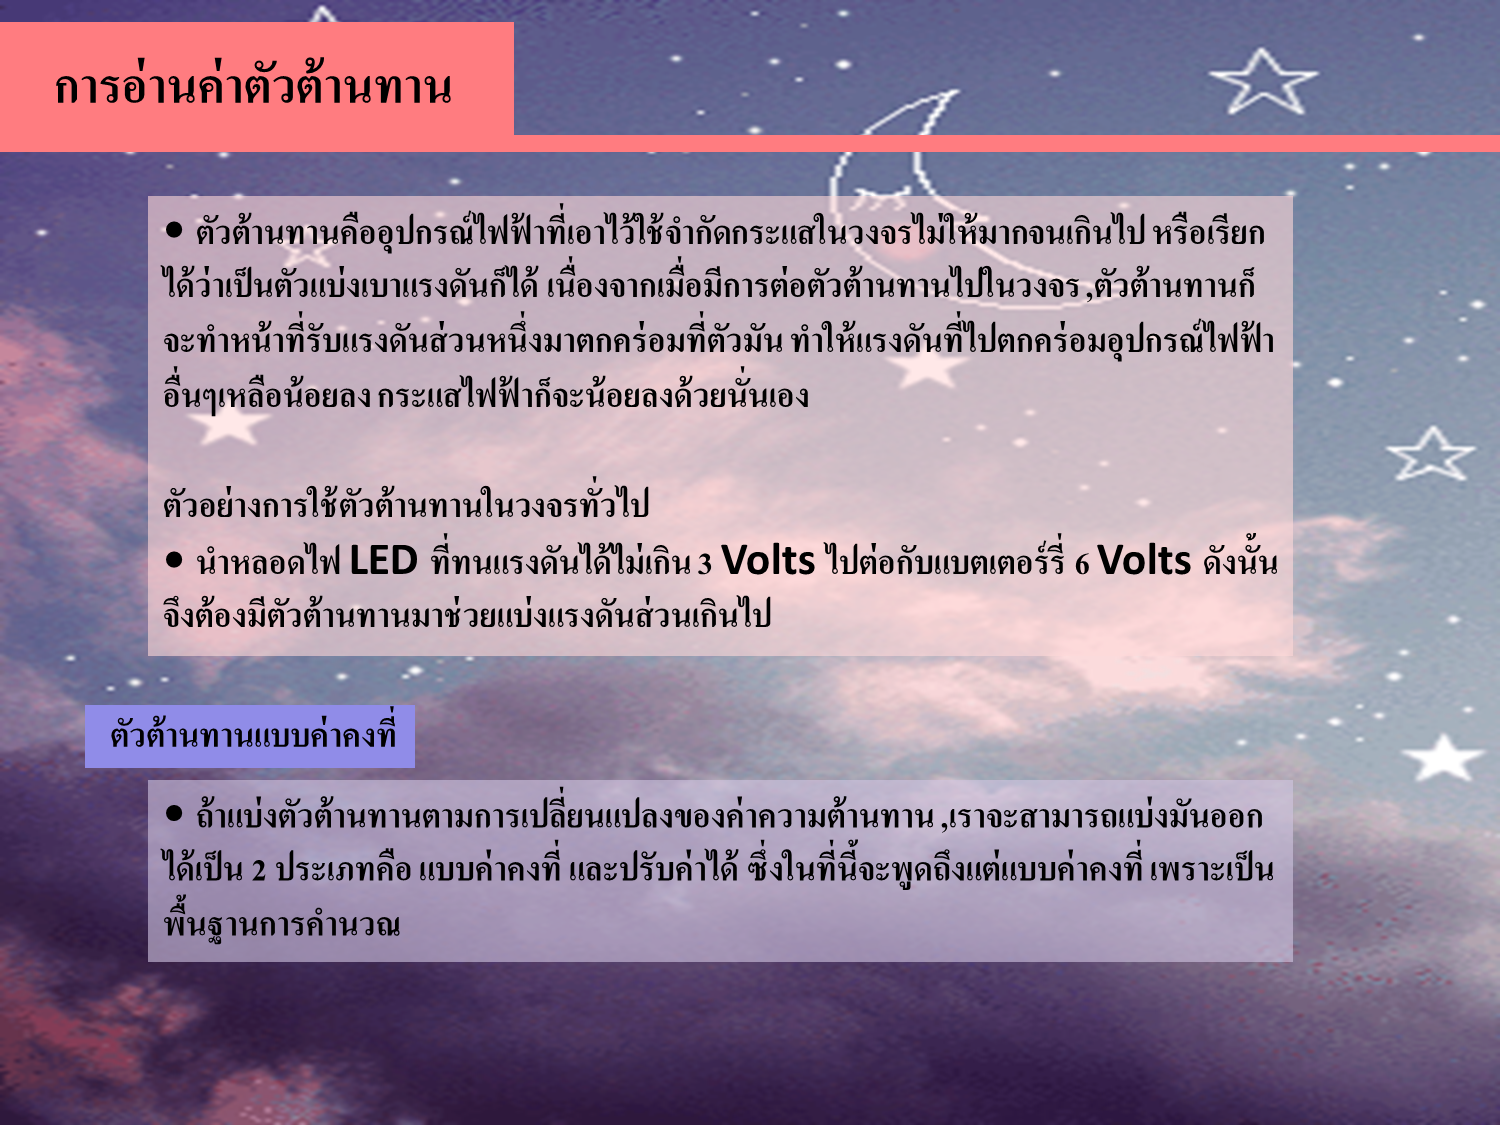 การอ่านค่าตัวต้านทาน
• ตัวต้านทานคืออุปกรณ์ไฟฟ้าที่เอาไว้ใช้จำกัดกระแสในวงจรไม่ให้มากจนเกินไป หรือเรียก
ได้ว่าเป็นตัวแบ่งเบาแรงดันก็ได้ เนื่องจากเมื่อมีการต่อตัวต้านทานไปในวงจร ,ตัวต้านทานก็
จะทำหน้าที่รับแรงดันส่วนหนึ่งมาตกคร่อมที่ตัวมัน ทำให้แรงดันที่ไปตกคร่อมอุปกรณ์ไฟฟ้า
อื่นๆเหลือน้อยลง กระแสไฟฟ้าก็จะน้อยลงด้วยนั่นเอง
ตัวอย่างการใช้ตัวต้านทานในวงจรทั่วไป
• นำหลอดไฟ LED ที่ทนแรงดันได้ไม่เกิน 3 Volts ไปต่อกับแบตเตอร์รี่ 6 Volts ดังนั้น
จึงต้องมีตัวต้านทานมาช่วยแบ่งแรงดันส่วนเกินไป
ตัวต้านทานแบบค่าคงที่
• ถ้าแบ่งตัวต้านทานตามการเปลี่ยนแปลงของค่าความต้านทาน ,เราจะสามารถแบ่งมันออก
ได้เป็น 2 ประเภทคือ แบบค่าคงที่ และปรับค่าได้ ซึ่งในที่นี้จะพูดถึงแต่แบบค่าคงที่ เพราะเป็น
พื้นฐานการคำนวณ